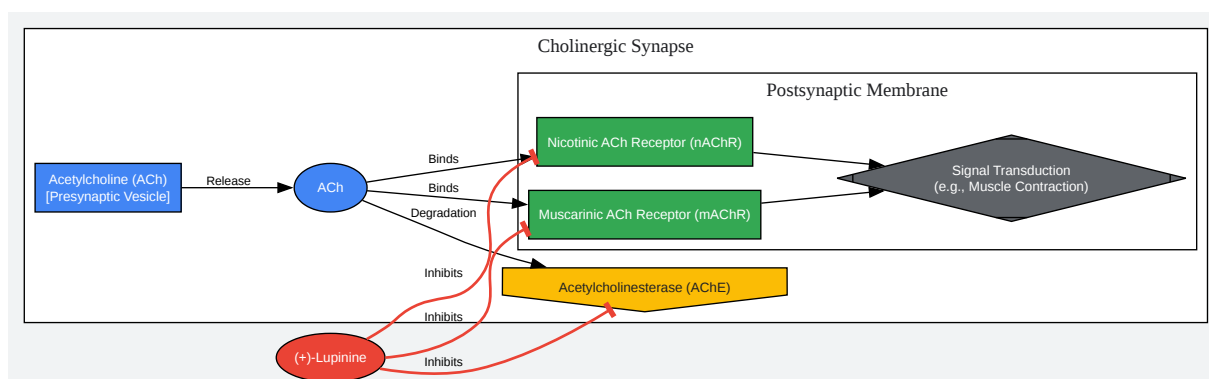 Cholinergic Synapse
Postsynaptic Membrane
Nicotinic ACh Receptor (nAChR)
Binds
Acetylcholine (ACh)
[Presynaptic Vesicle]
Release
ACh
Binds
Signal Transduction
(e.g., Muscle Contraction)
Muscarinic ACh Receptor (mAChR)
Degradation
Inhibits
Acetylcholinesterase (AChE)
Inhibits
(+)-Lupinine
Inhibits